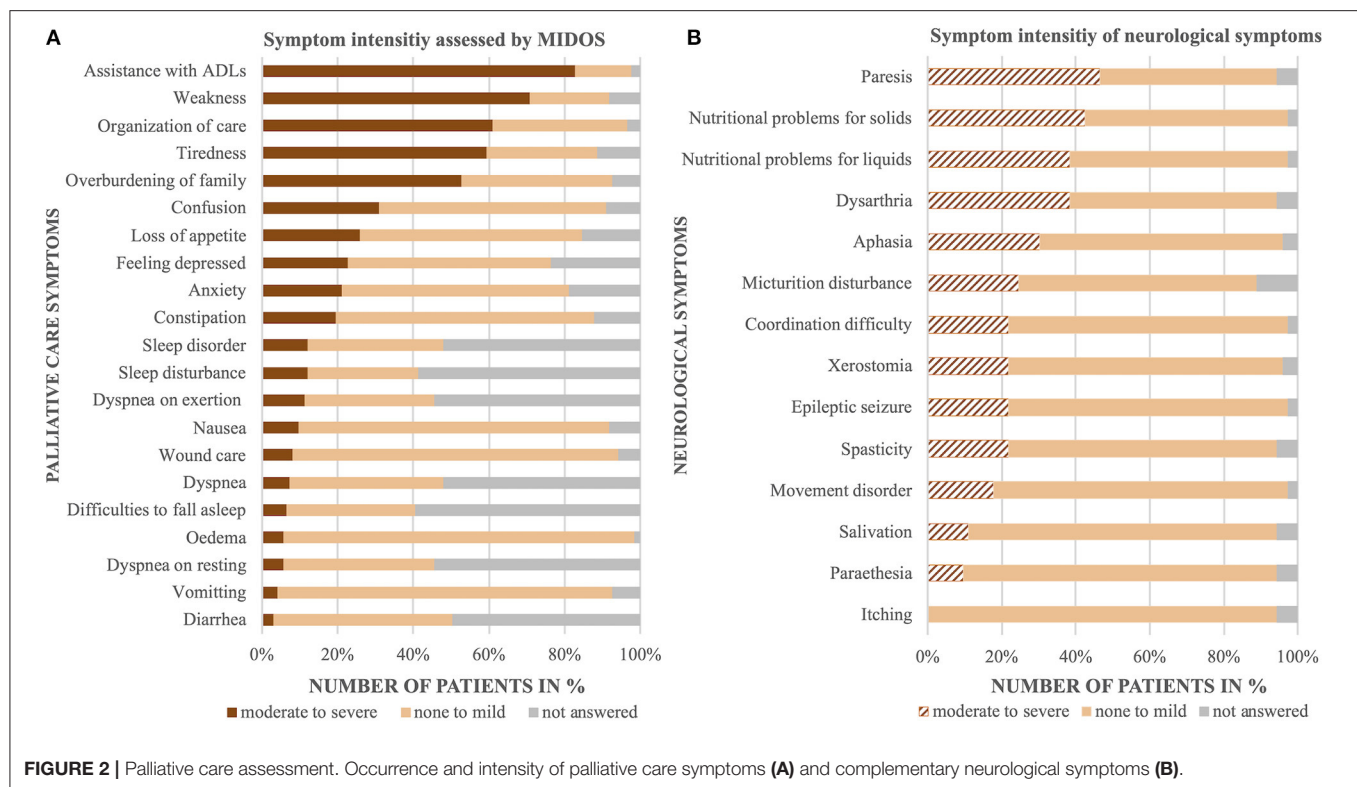 A
Symptom intensitiy assessed by MIDOS
PALLIATIVE CARE SYMPTOMS
Assistance with ADLs
Weakness
Organization of care
Tiredness
Overburdening of family
Confusion
Loss of appetite
Feeling depressed
Anxiety
Constipation
Sleep disorder
Sleep disturbance
Dyspnea on exertion
Nausea
Wound care
Dyspnea
Difficulties to fall asleep
Oedema
Dyspnea on resting
Vomitting
Diarrhea
0% 20% 40% 60% 80% 100%
NUMBER OF PATIENTS IN %
moderate to severe none to mild not answered
B
Symptom intensitiy of neurological symptoms
NEUROLOGICAL SYMPTOMS
Paresis
Nutritional problems for solids
Nutritional problems for liquids
Dysarthria
Aphasia
Micturition disturbance
Coordination difficulty
Xerostomia
Epileptic seizure
Spasticity
Movement disorder
Salivation
Paraethesia
Itching
0% 20% 40% 60% 80% 100%
NUMBER OF PATIENTS IN %
moderate to severe none to mild not answered
FIGURE 2 | Palliative care assessment. Occurrence and intensity of palliative care symptoms (A) and complementary neurological symptoms (B).